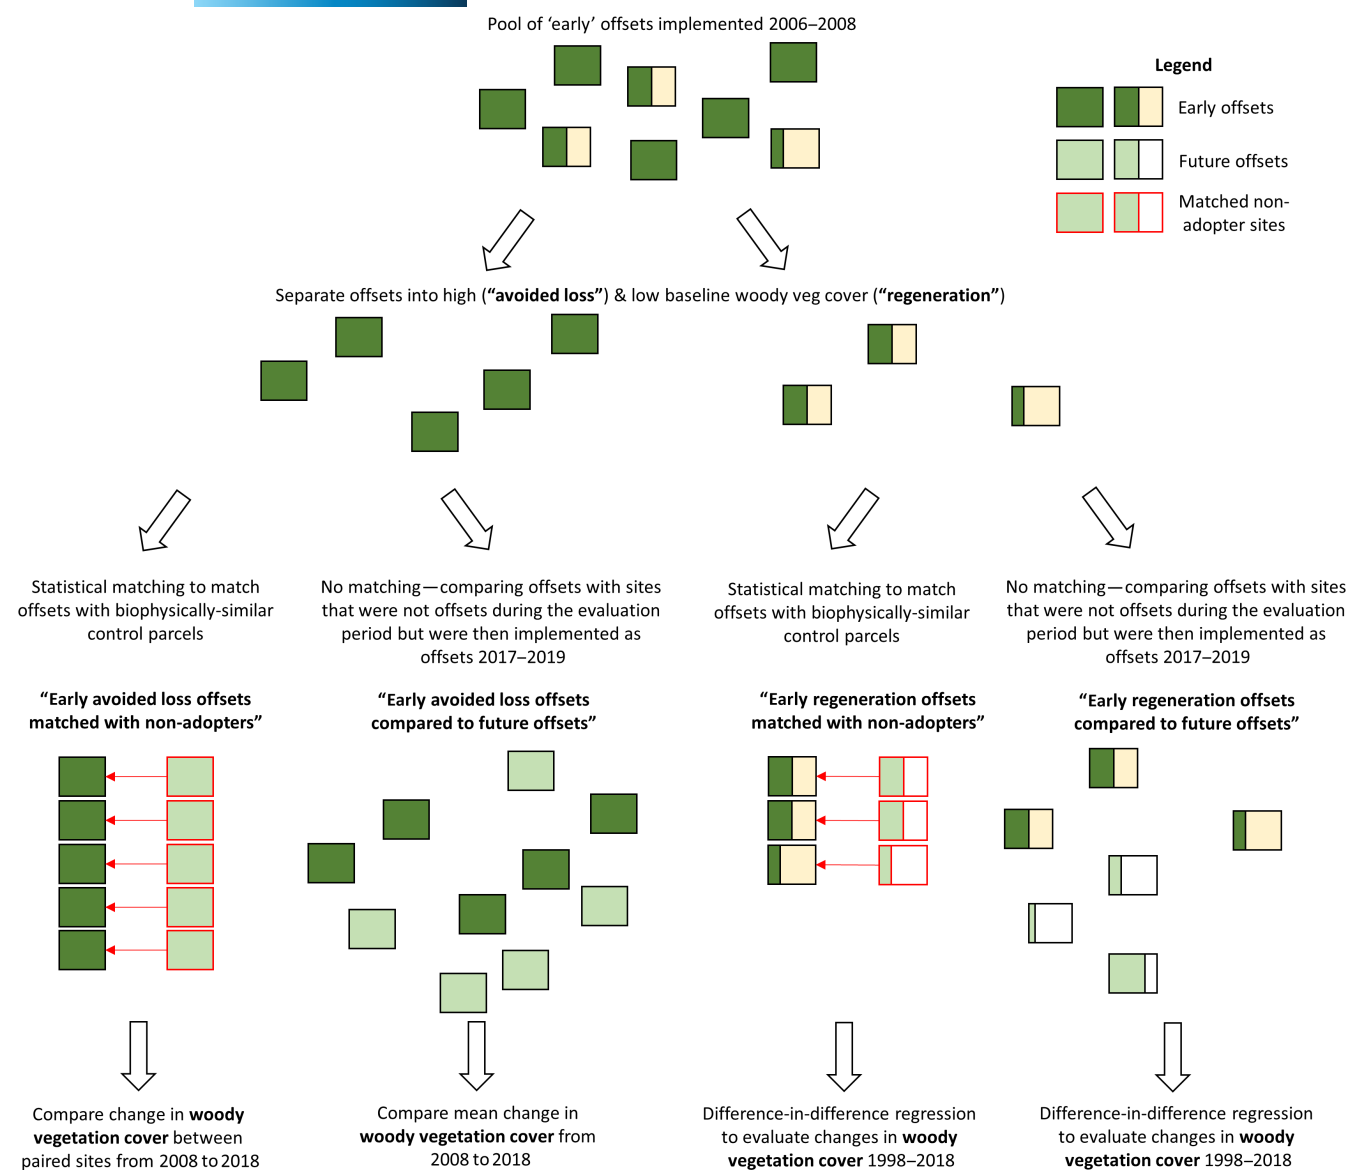 Pool of ‘early’ offsets implemented 2006–2008
Legend
Early offsets
Future offsets
Matched non-
adopter sites
Separate offsets into high (“avoided loss”) & low baseline woody veg cover (“regeneration”)
Statistical matching to match
offsets with biophysically-similar
control parcels
No matching—comparing offsets with sites
that were not offsets during the evaluation
period but were then implemented as
offsets 2017–2019
Statistical matching to match
offsets with biophysically-similar
control parcels
No matching—comparing offsets with sites
that were not offsets during the evaluation
period but were then implemented as
offsets 2017–2019
“Early avoided loss offsets
matched with non-adopters”
“Early avoided loss offsets
compared to future offsets”
“Early regeneration offsets
matched with non-adopters”
“Early regeneration offsets
compared to future offsets”
Compare change in woody
vegetation cover between
paired sites from 2008 to 2018
Compare mean change in
woody vegetation cover from
2008 to 2018
Difference-in-difference regression
to evaluate changes in woody
vegetation cover 1998–2018
Difference-in-difference regression
to evaluate changes in woody
vegetation cover 1998–2018